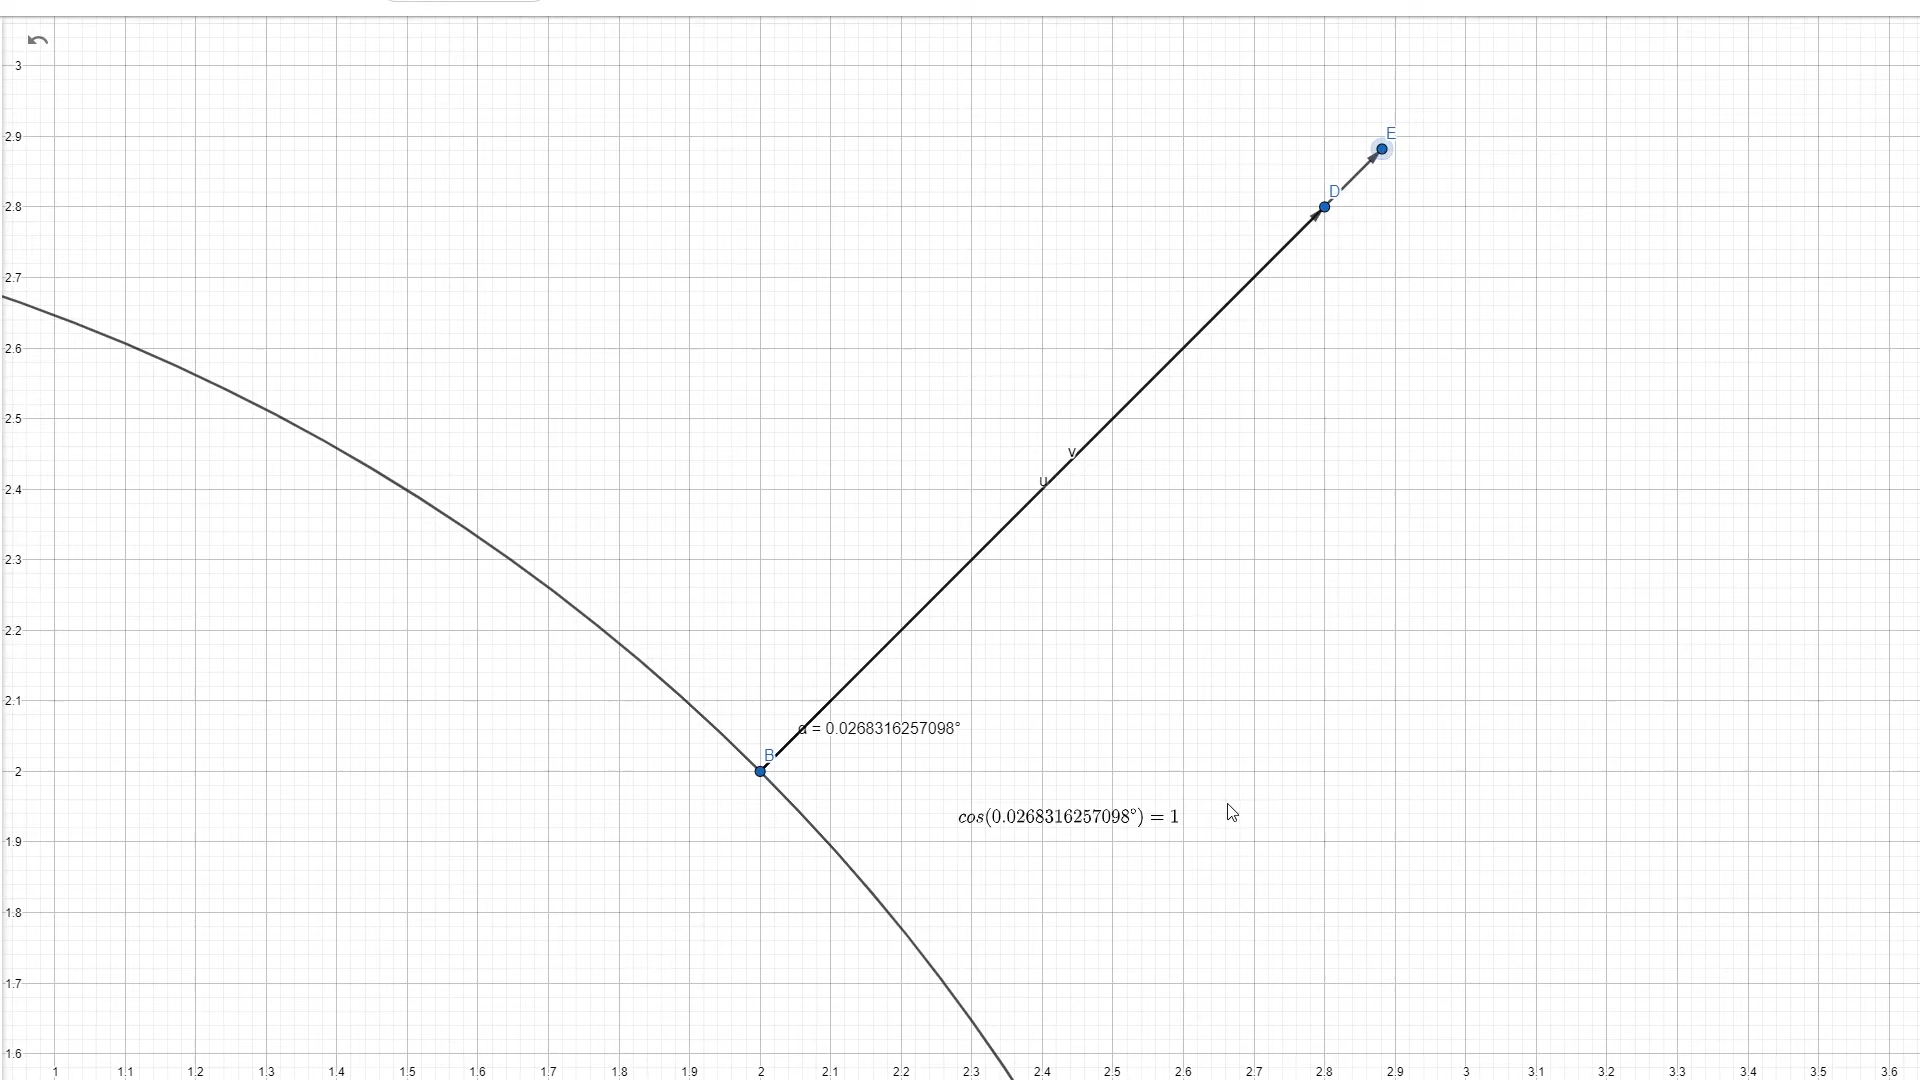 3
2.9
2.8
2.7
2.6
2.5
2.4
2.3
2.2
2.1
2
1.9
1.8
1.7
1.6
E
D
v
u
α = 0.0268316257098°
B
cos(0.0268316257098°) = 1
1 1.1 1.2 1.3 1.4 1.5 1.6 1.7 1.8 1.9 2 2.1 2.2 2.3 2.4 2.5 2.6 2.7 2.8 2.9 3 3.1 3.2 3.3 3.4 3.5 3.6